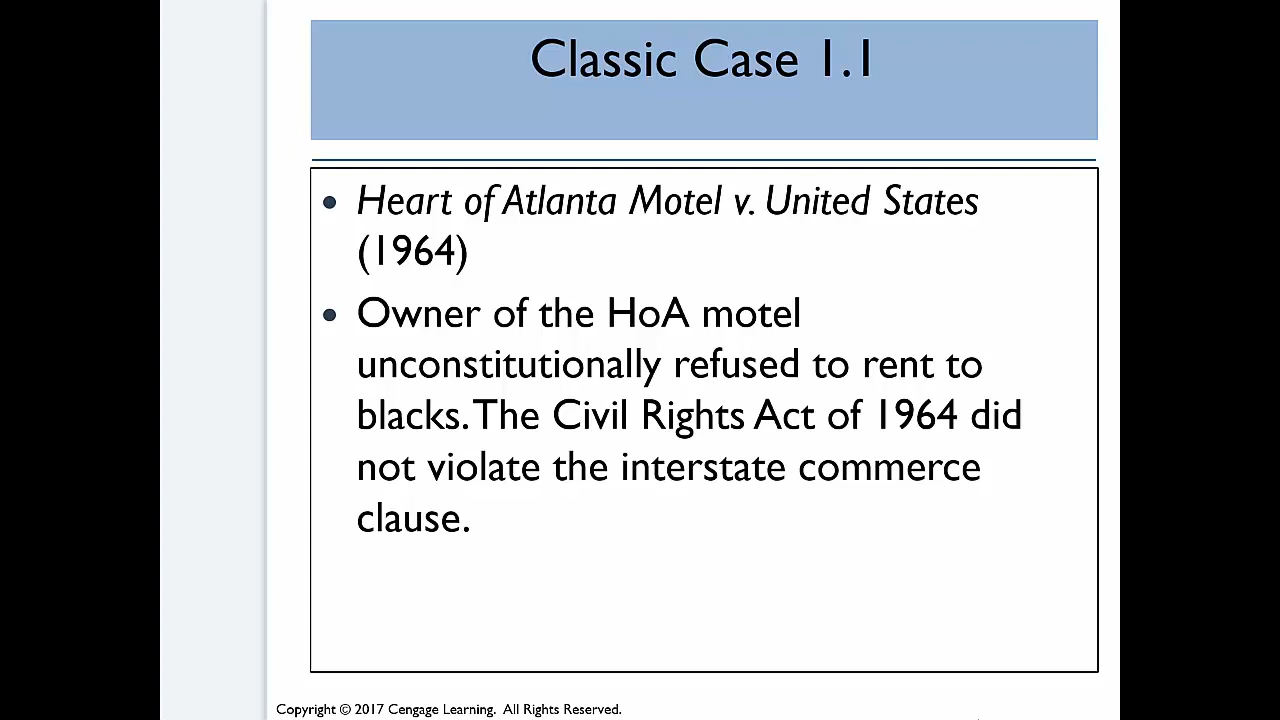 Classic Case 1.1
• Heart of Atlanta Motel v. United States
(1964)
• Owner of the HoA motel
unconstitutionally refused to rent to
blacks. The Civil Rights Act of 1964 did
not violate the interstate commerce
clause.
Copyright © 2017 Cengage Learning. All Rights Reserved.